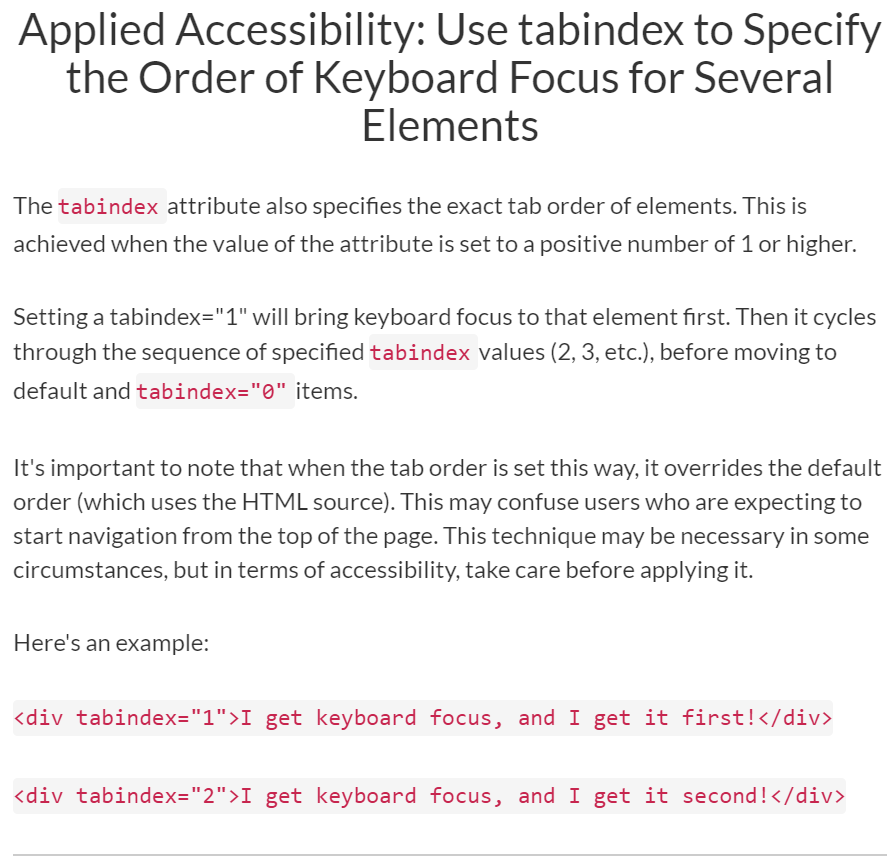 Applied Accessibility: Use tabindex to Specify
the Order of Keyboard Focus for Several
Elements
The tabindex attribute also specifies the exact tab order of elements. This is
achieved when the value of the attribute is set to a positive number of 1 or higher.
Setting a tabindex="1" will bring keyboard focus to that element first. Then it cycles
through the sequence of specified tabindex values (2, 3, etc.), before moving to
default and tabindex="0" items.
It's important to note that when the tab order is set this way, it overrides the default
order (which uses the HTML source). This may confuse users who are expecting to
start navigation from the top of the page. This technique may be necessary in some
circumstances, but in terms of accessibility, take care before applying it.
Here's an example:
<div tabindex="1">I get keyboard focus, and I get it first!</div>
<div tabindex="2">I get keyboard focus, and I get it second!</div>